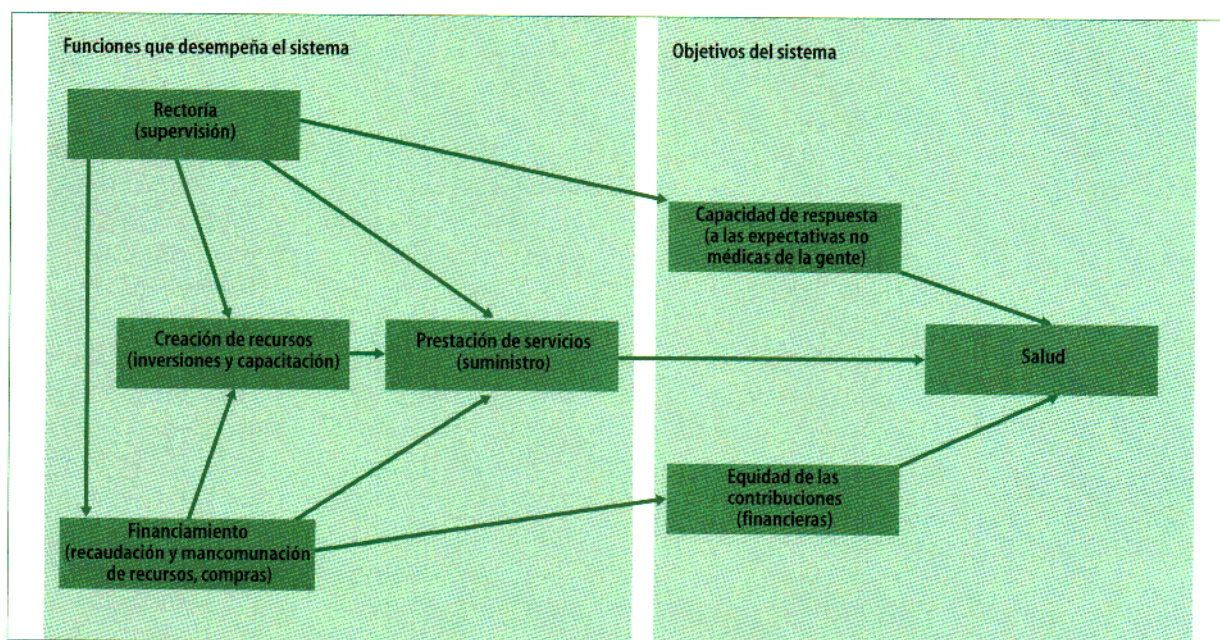 Funciones que desempeña el sistema
Objetivos del sistema
Rectoría
(supervisión)
Capacidad de respuesta
(a las expectativas no
médicas de la gente)
Creación de recursos
(inversiones y capacitación)
Prestación de servicios
(suministro)
Salud
Equidad de las
contribuciones
(financieras)
Financiamiento
(recaudación y mancomunación
de recursos, compras)